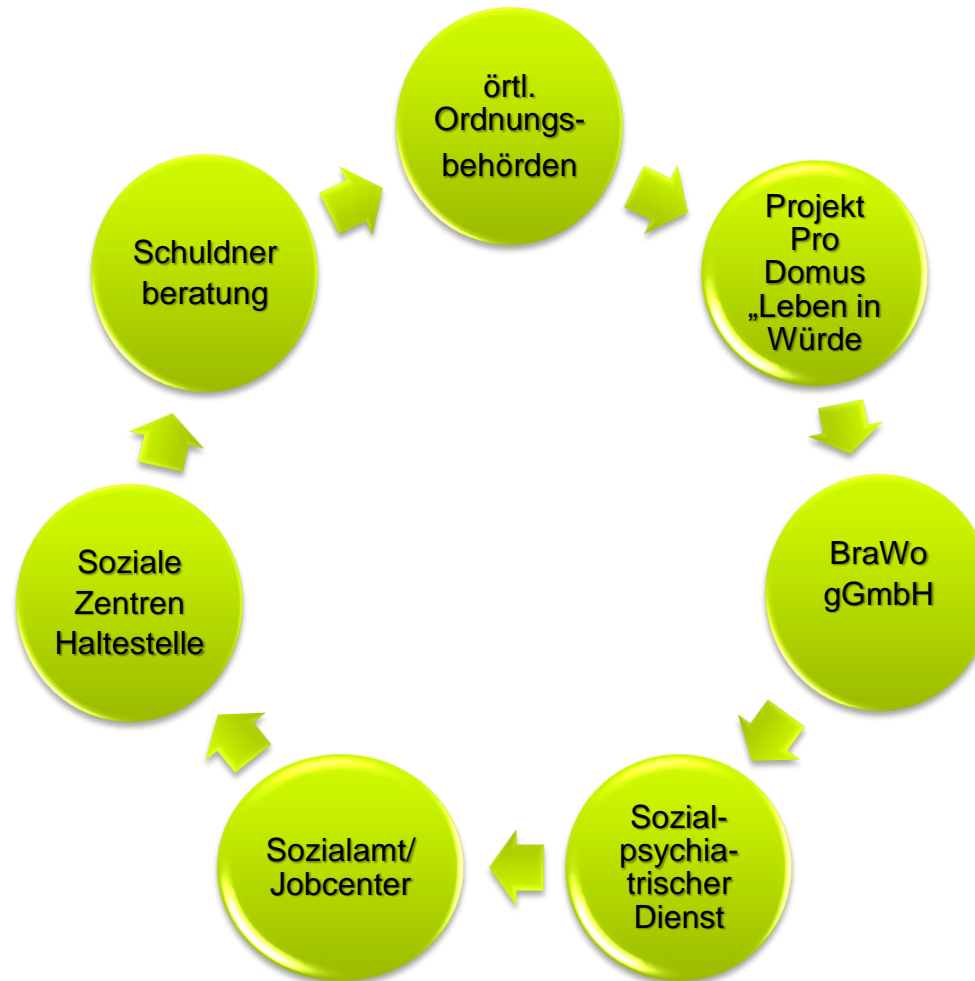 örtl.
Ordnungs-
behörden
Projekt
Pro
Domus
„Leben in
Würde
BraWo
gGmbH
Sozial-
psychia-
trischer
Dienst
Sozialamt/
Jobcenter
Soziale
Zentren
Haltestelle
Schuldner
beratung